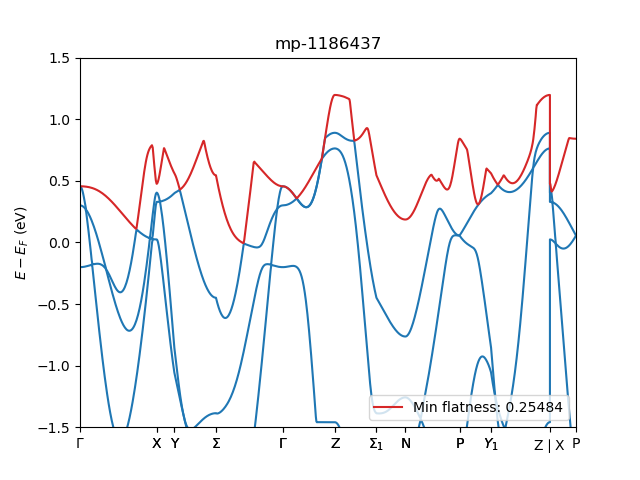 mp-1186437
E − E_F (eV)
1.5
1.0
0.5
0.0
−0.5
−1.0
−1.5
Min flatness: 0.25484
Γ X Y Σ Γ Z Σ₁ N P Y₁ Z | X P